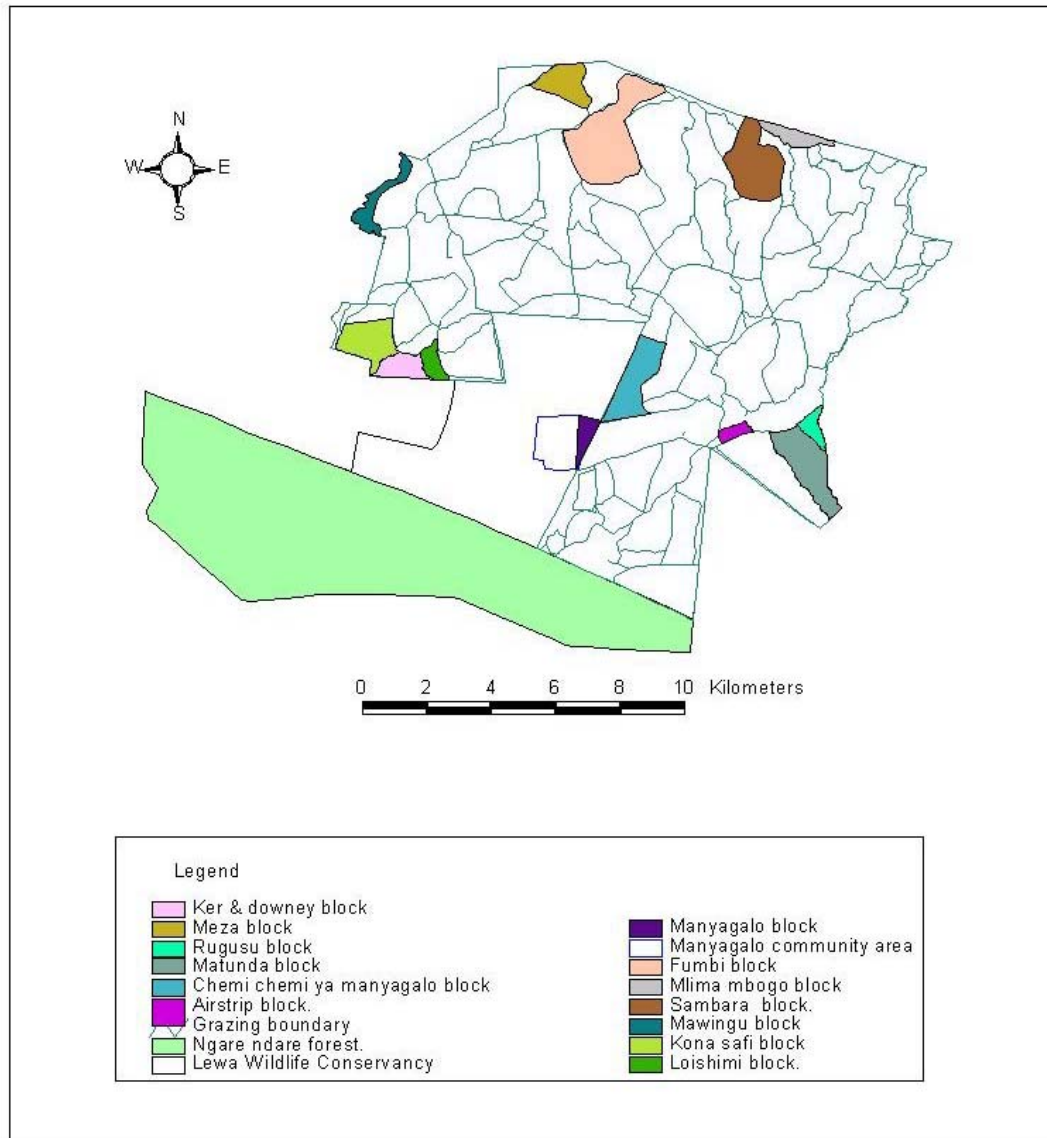 N
W E
S
0 2 4 6 8 10 Kilometers
Legend
Ker & downey block
Meza block
Rugusu block
Matunda block
Chemi chemi ya manyagalo block
Airstrip block.
Grazing boundary
Ngare ndare forest.
Lewa Wildlife Conservancy
Manyagalo block
Manyagalo community area
Fumbi block
Mlima mbogo block
Sambara block.
Mawingu block
Kona safi block
Loishimi block.